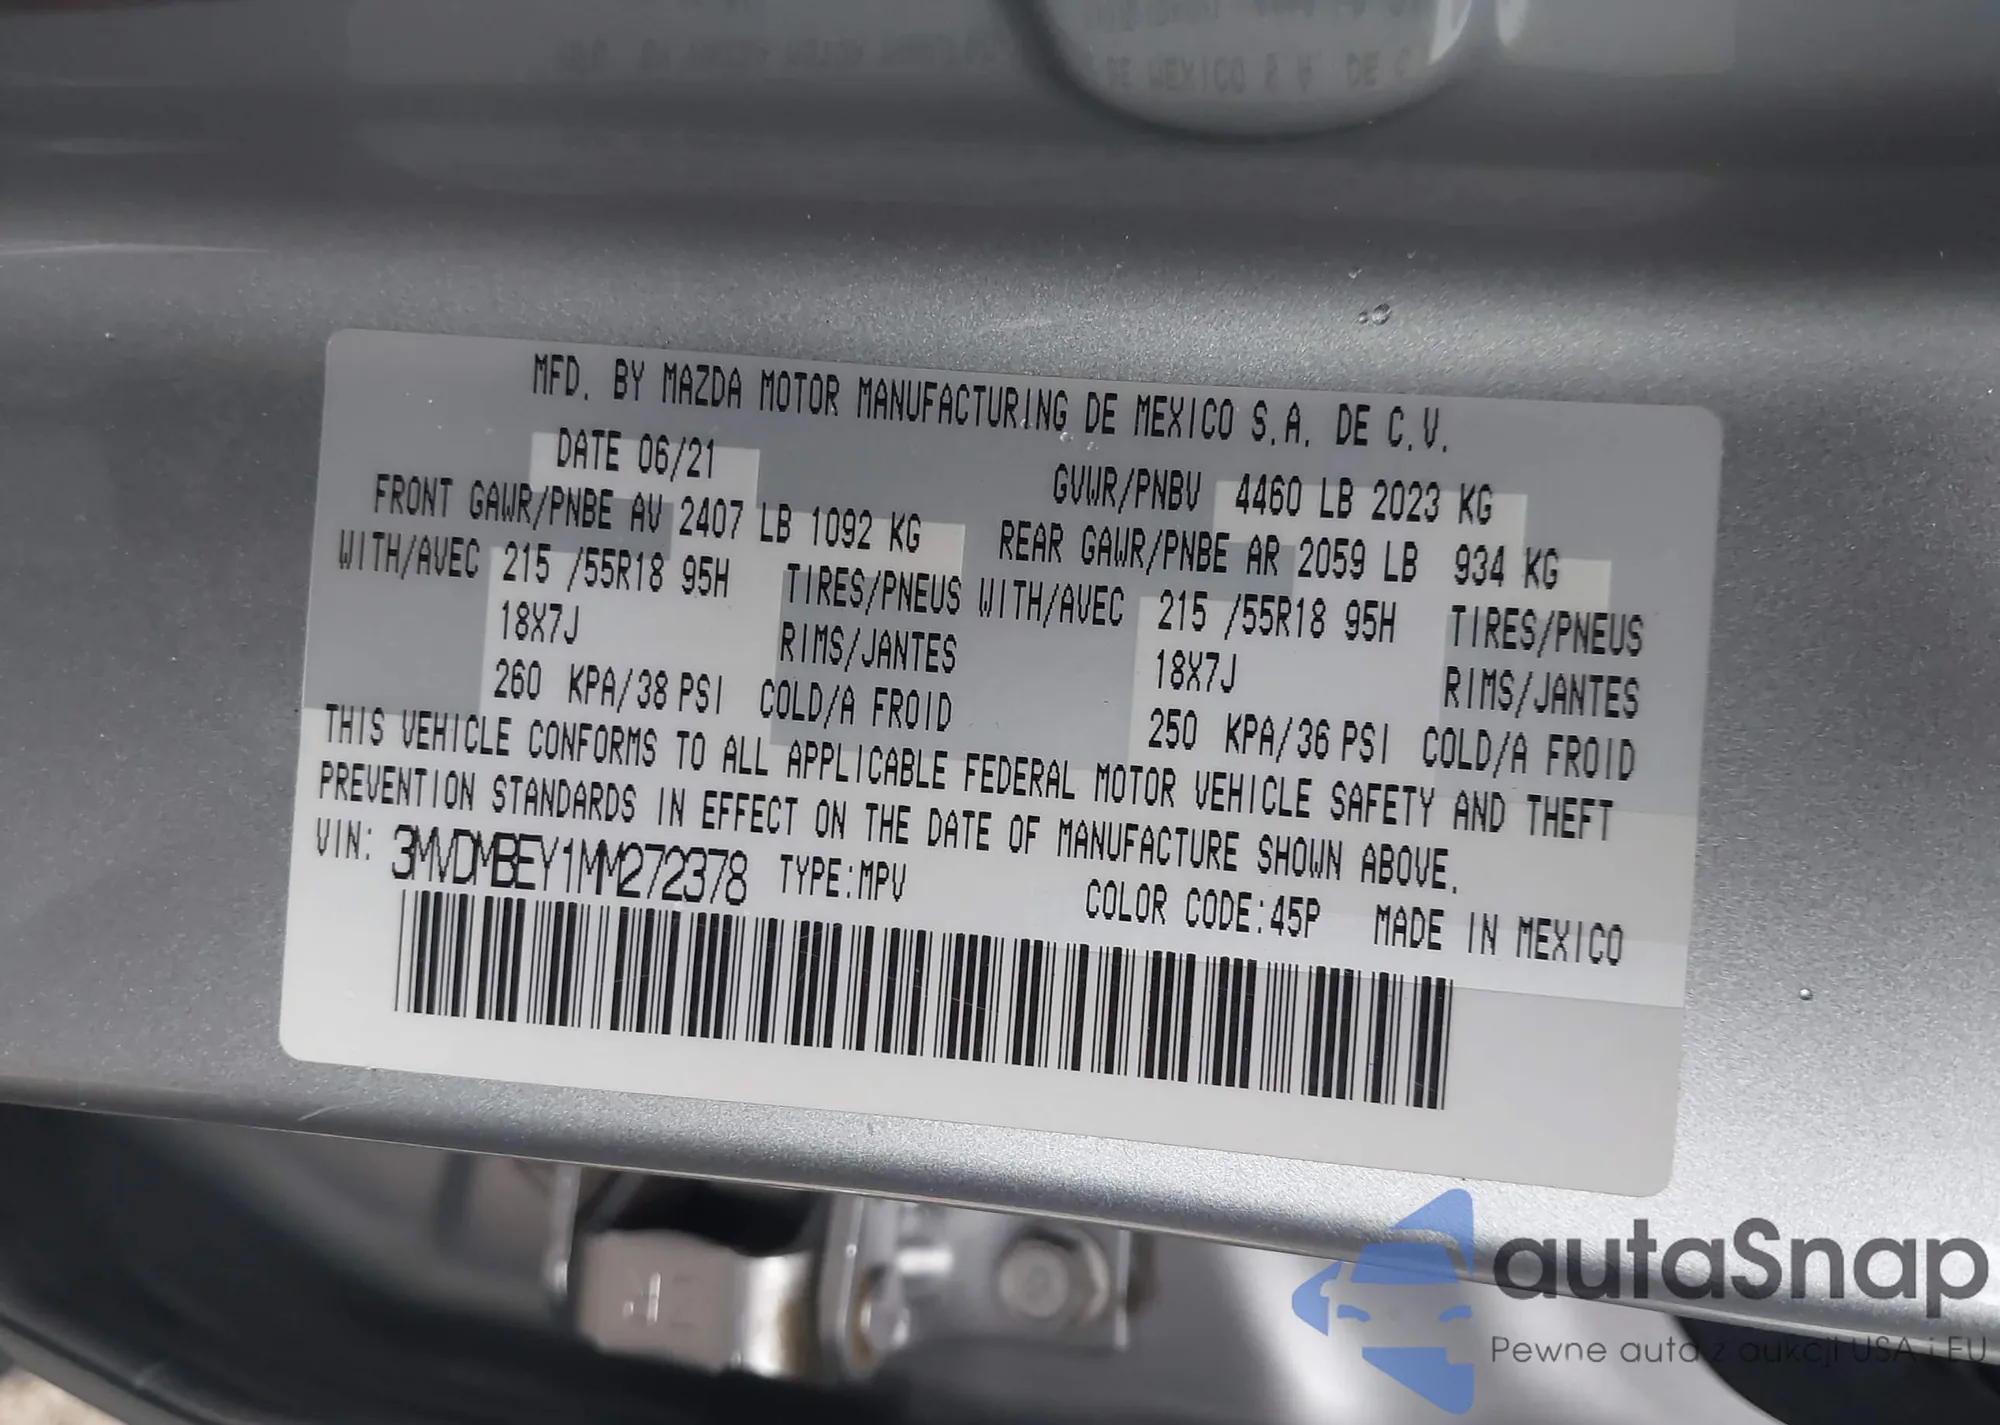 DE MEXICO S A. DE C
MFD. BY MAZDA MOTOR MANUFACTURING DE MEXICO S.A. DE C.V.
DATE 06/21 GVWR/PNBV 4460 LB 2023 KG
FRONT GAWR/PNBE AV 2407 LB 1092 KG REAR GAWR/PNBE AR 2059 LB 934 KG
WITH/AVEC 215 /55R18 95H TIRES/PNEUS WITH/AVEC 215 /55R18 95H TIRES/PNEUS
18X7J RIMS/JANTES 18X7J RIMS/JANTES
260 KPA/38 PSI COLD/A FROID 250 KPA/36 PSI COLD/A FROID
THIS VEHICLE CONFORMS TO ALL APPLICABLE FEDERAL MOTOR VEHICLE SAFETY AND THEFT
PREVENTION STANDARDS IN EFFECT ON THE DATE OF MANUFACTURE SHOWN ABOVE.
VIN: 3MVDMBEY1MM272378 TYPE:MPV COLOR CODE:45P MADE IN MEXICO
autaSnap
Pewne auta z aukcji USA i EU